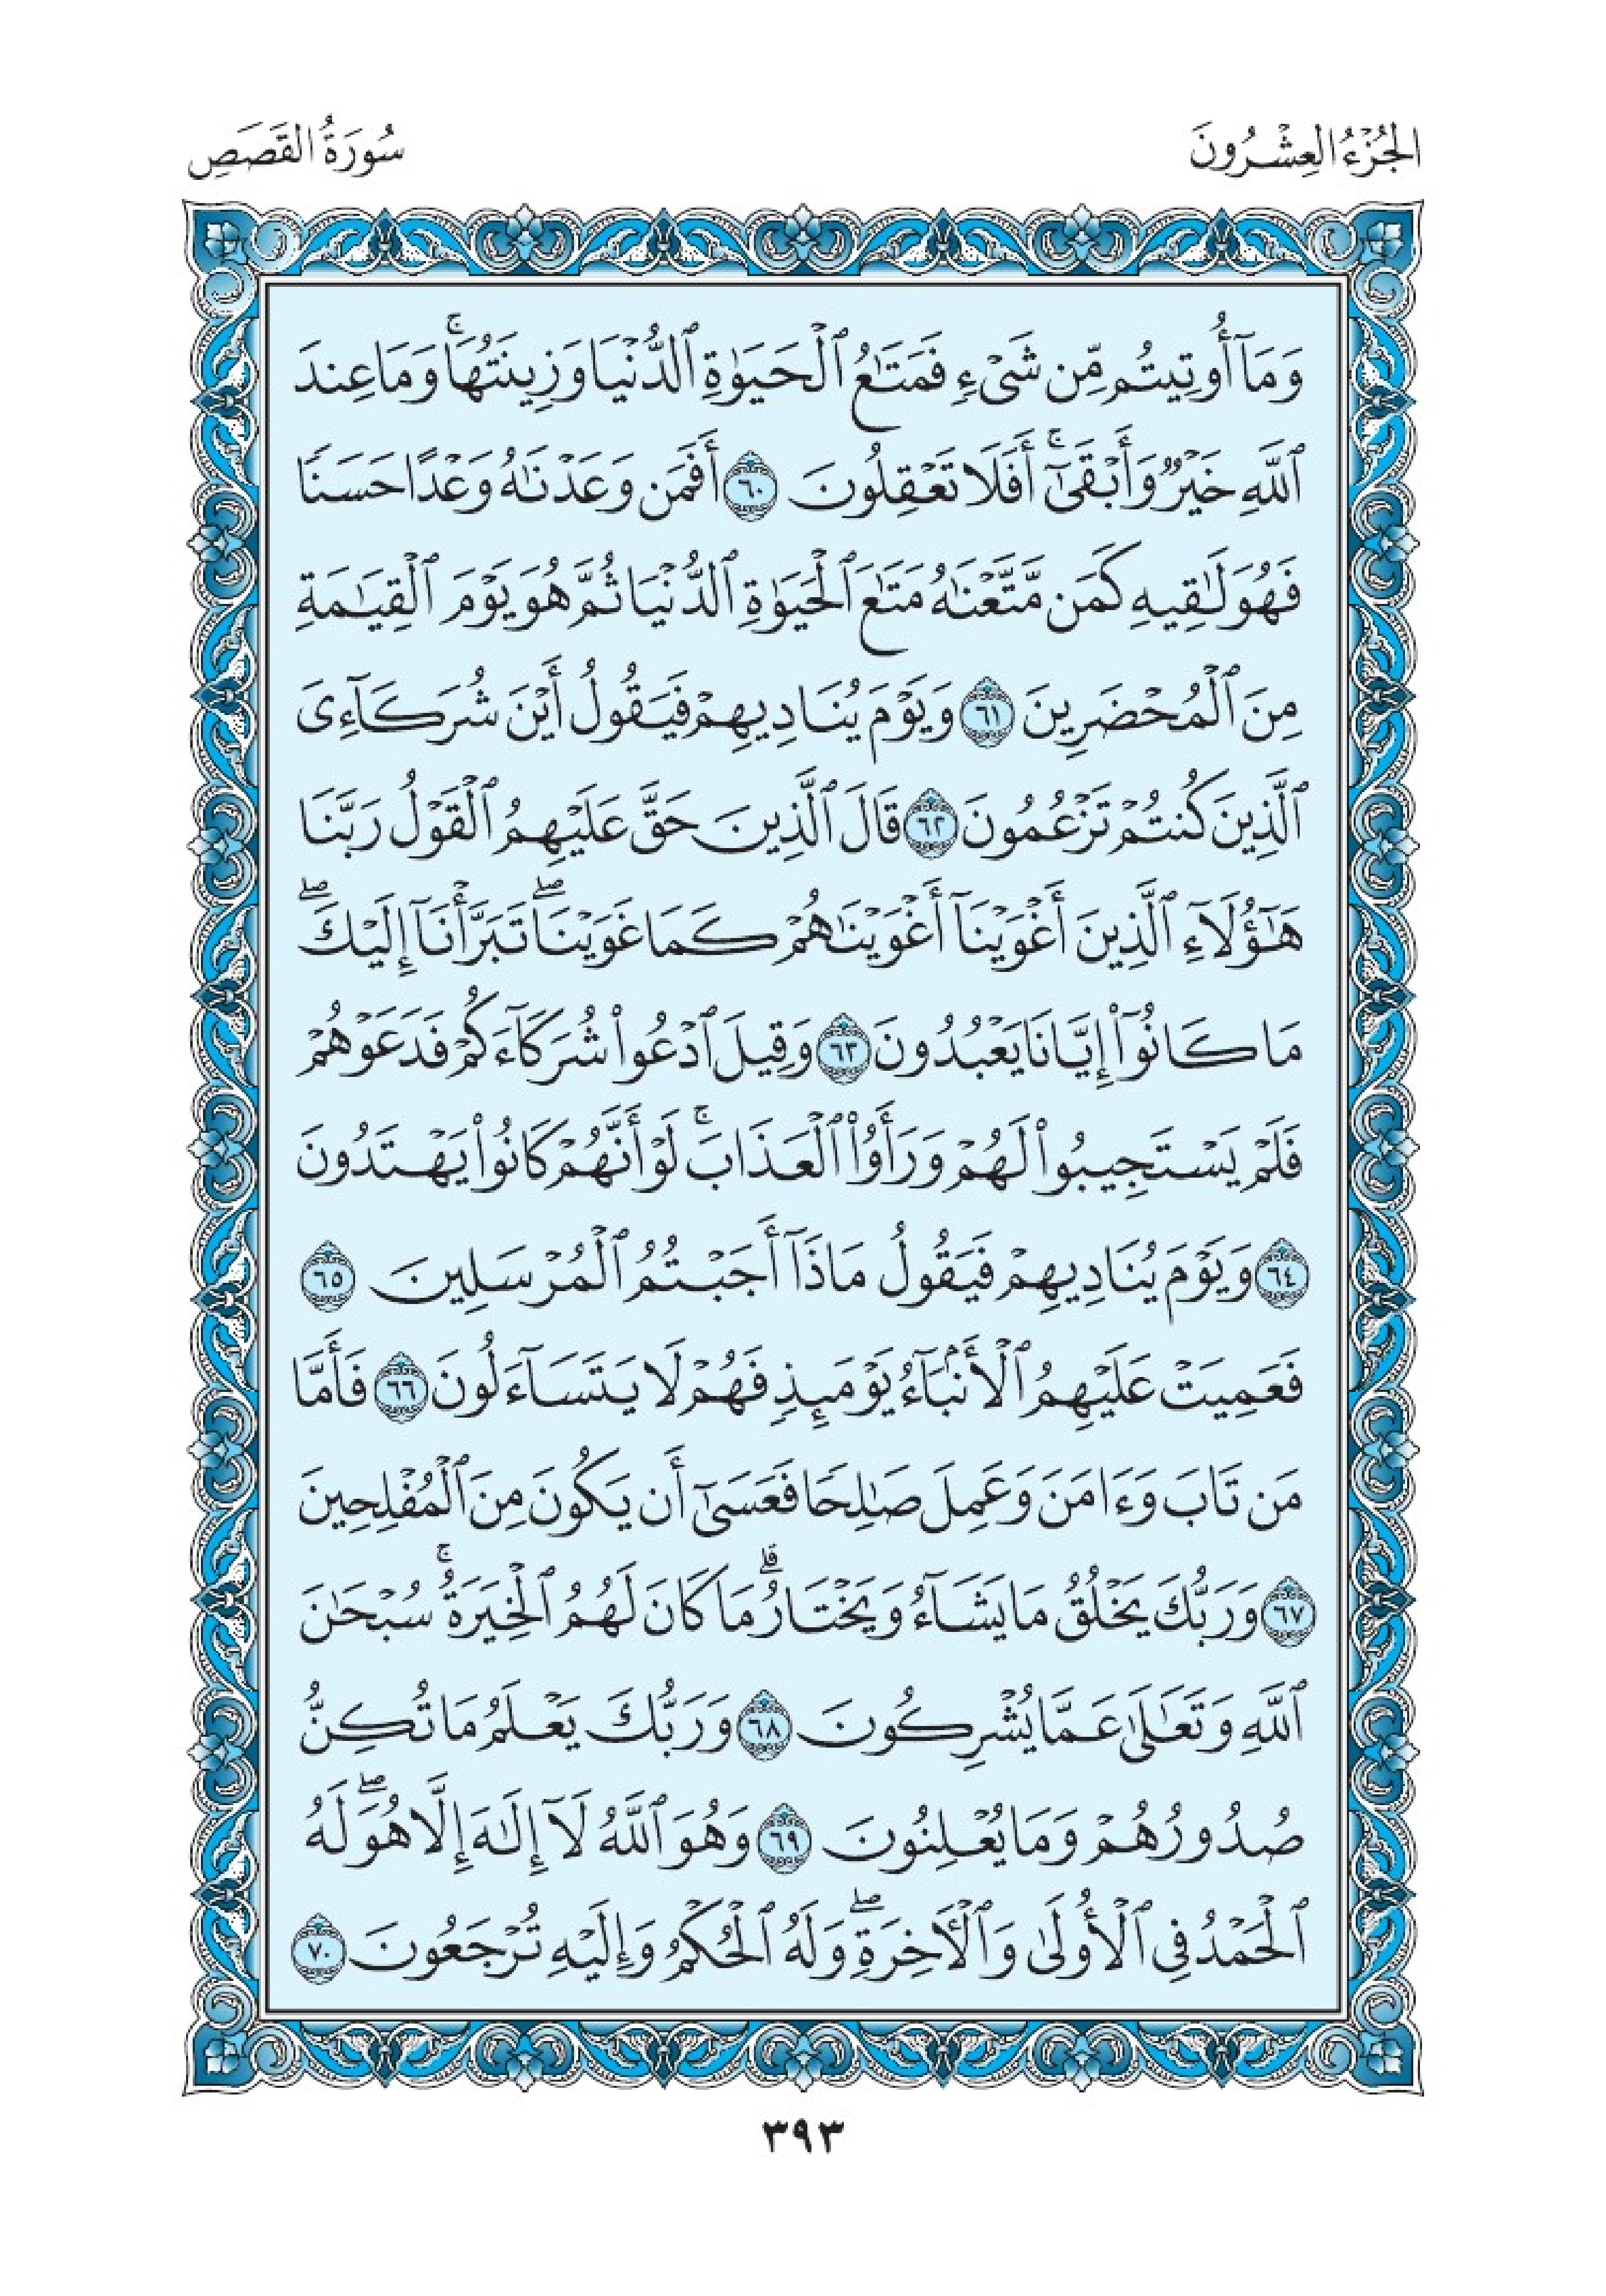 الجُزْءُ العِشْرُونَ
سُورَةُ القَصَصِ
وَمَآ أُوتِيتُم مِّن شَىْءٍ فَمَتَٰعُ ٱلْحَيَوٰةِ ٱلدُّنْيَا وَزِينَتُهَا ۚ وَمَا عِندَ
ٱللَّهِ خَيْرٌ وَأَبْقَىٰٓ ۚ أَفَلَا تَعْقِلُونَ ٦٠ أَفَمَن وَعَدْنَٰهُ وَعْدًا حَسَنًا
فَهُوَ لَٰقِيهِ كَمَن مَّتَّعْنَٰهُ مَتَٰعَ ٱلْحَيَوٰةِ ٱلدُّنْيَا ثُمَّ هُوَ يَوْمَ ٱلْقِيَٰمَةِ
مِنَ ٱلْمُحْضَرِينَ ٦١ وَيَوْمَ يُنَادِيهِمْ فَيَقُولُ أَيْنَ شُرَكَآءِىَ
ٱلَّذِينَ كُنتُمْ تَزْعُمُونَ ٦٢ قَالَ ٱلَّذِينَ حَقَّ عَلَيْهِمُ ٱلْقَوْلُ رَبَّنَا
هَٰٓؤُلَآءِ ٱلَّذِينَ أَغْوَيْنَآ أَغْوَيْنَٰهُمْ كَمَا غَوَيْنَا ۖ تَبَرَّأْنَآ إِلَيْكَ ۖ
مَا كَانُوٓا۟ إِيَّانَا يَعْبُدُونَ ٦٣ وَقِيلَ ٱدْعُوا۟ شُرَكَآءَكُمْ فَدَعَوْهُمْ
فَلَمْ يَسْتَجِيبُوا۟ لَهُمْ وَرَأَوُا۟ ٱلْعَذَابَ ۚ لَوْ أَنَّهُمْ كَانُوا۟ يَهْتَدُونَ
٦٤ وَيَوْمَ يُنَادِيهِمْ فَيَقُولُ مَاذَآ أَجَبْتُمُ ٱلْمُرْسَلِينَ ٦٥
فَعَمِيَتْ عَلَيْهِمُ ٱلْأَنۢبَآءُ يَوْمَئِذٍ فَهُمْ لَا يَتَسَآءَلُونَ ٦٦ فَأَمَّا
مَن تَابَ وَءَامَنَ وَعَمِلَ صَٰلِحًا فَعَسَىٰٓ أَن يَكُونَ مِنَ ٱلْمُفْلِحِينَ
٦٧ وَرَبُّكَ يَخْلُقُ مَا يَشَآءُ وَيَخْتَارُ ۗ مَا كَانَ لَهُمُ ٱلْخِيَرَةُ ۚ سُبْحَٰنَ
ٱللَّهِ وَتَعَٰلَىٰ عَمَّا يُشْرِكُونَ ٦٨ وَرَبُّكَ يَعْلَمُ مَا تُكِنُّ
صُدُورُهُمْ وَمَا يُعْلِنُونَ ٦٩ وَهُوَ ٱللَّهُ لَآ إِلَٰهَ إِلَّا هُوَ ۖ لَهُ
ٱلْحَمْدُ فِى ٱلْأُولَىٰ وَٱلْءَاخِرَةِ ۖ وَلَهُ ٱلْحُكْمُ وَإِلَيْهِ تُرْجَعُونَ ٧٠
٣٩٣